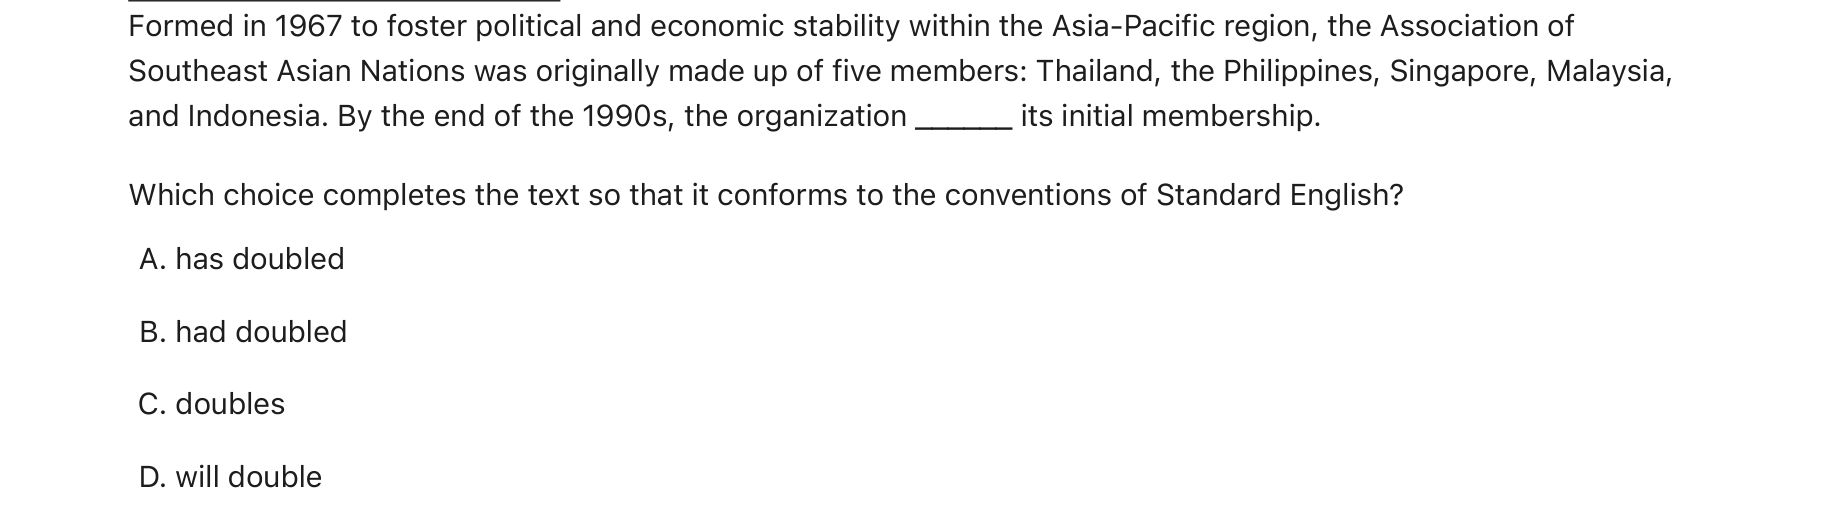 Formed in 1967 to foster political and economic stability within the Asia-Pacific region, the Association of
Southeast Asian Nations was originally made up of five members: Thailand, the Philippines, Singapore, Malaysia,
and Indonesia. By the end of the 1990s, the organization ______ its initial membership.
Which choice completes the text so that it conforms to the conventions of Standard English?
A. has doubled
B. had doubled
C. doubles
D. will double